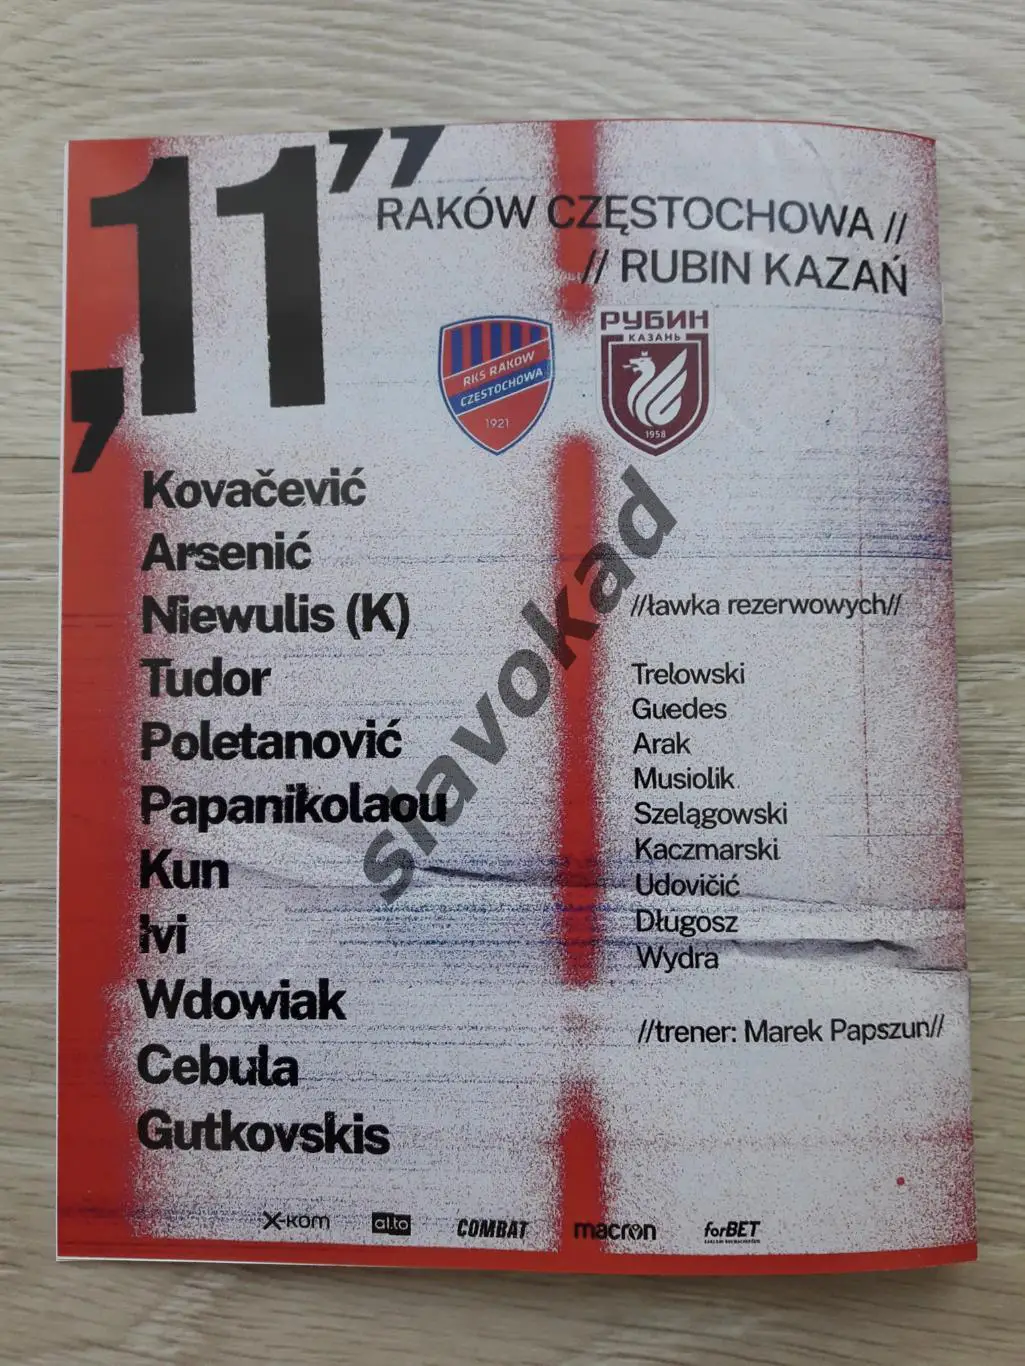 „11”
RAKÓW CZĘSTOCHOWA //
// RUBIN KAZAŃ
RKS RAKÓW
CZĘSTOCHOWA
1921
РУБИН
КАЗАНЬ
1958
Kovačević
Arsenić
Niewulis (K)
Tudor
Poletanović
Papanikolaou
Kun
Ivi
Wdowiak
Cebula
Gutkovskis
//ławka rezerwowych//
Trelowski
Guedes
Arak
Musiolik
Szelągowski
Kaczmarski
Udovičić
Długosz
Wydra
//trener: Marek Papszun//
slavokad
x-kom
al.to
COMBAT
macron
forBET